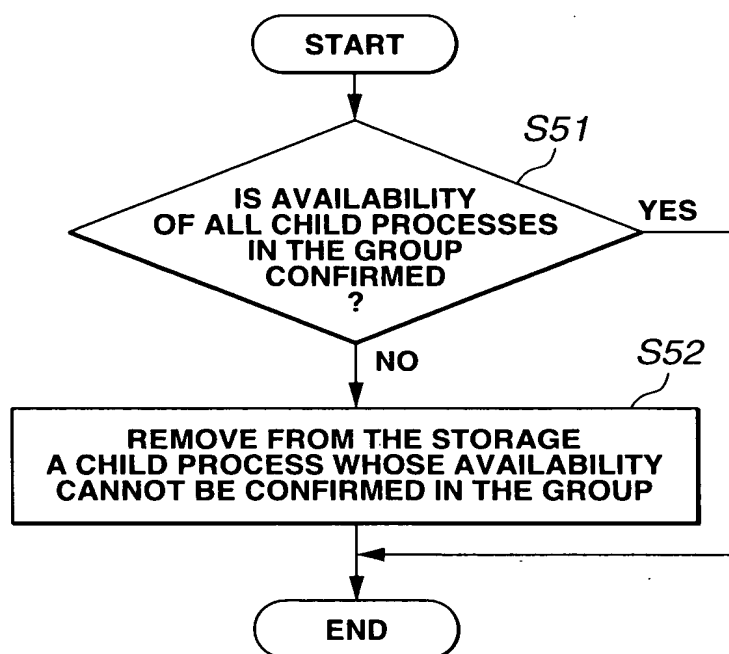 START
S51
IS AVAILABILITY
OF ALL CHILD PROCESSES
IN THE GROUP
CONFIRMED
?
YES
NO
S52
REMOVE FROM THE STORAGE
A CHILD PROCESS WHOSE AVAILABILITY
CANNOT BE CONFIRMED IN THE GROUP
END